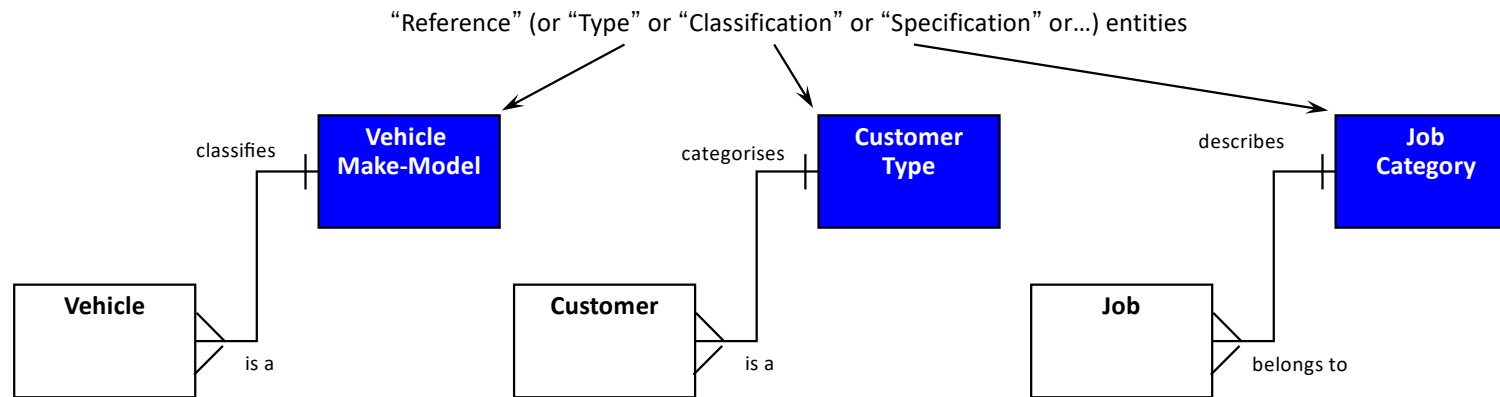 “Reference” (or “Type” or “Classification” or “Specification” or…) entities
Vehicle
Make-Model
classifies
Customer
Type
categorises
Job
Category
describes
Vehicle
is a
Customer
is a
Job
belongs to